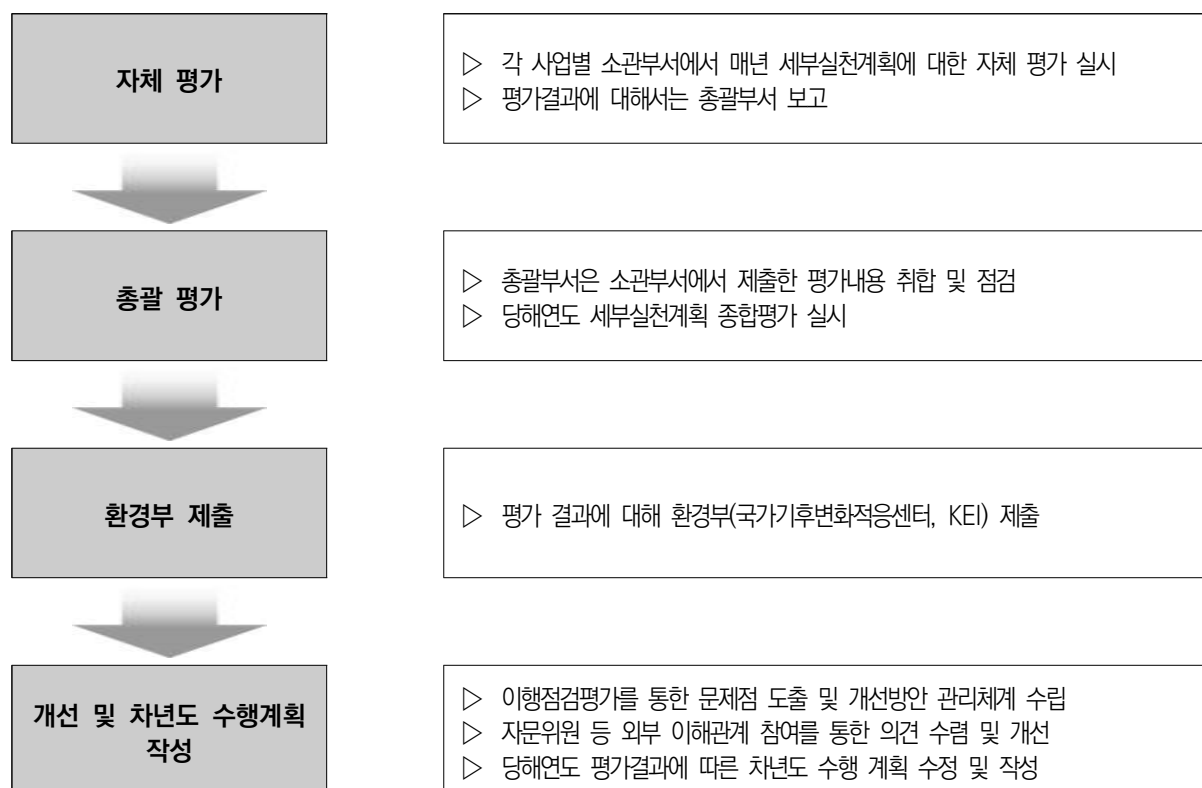 자체 평가
▷ 각 사업별 소관부서에서 매년 세부실천계획에 대한 자체 평가 실시
▷ 평가결과에 대해서는 총괄부서 보고
총괄 평가
▷ 총괄부서은 소관부서에서 제출한 평가내용 취합 및 점검
▷ 당해연도 세부실천계획 종합평가 실시
환경부 제출
▷ 평가 결과에 대해 환경부(국가기후변화적응센터, KEI) 제출
개선 및 차년도 수행계획
작성
▷ 이행점검평가를 통한 문제점 도출 및 개선방안 관리체계 수립
▷ 자문위원 등 외부 이해관계 참여를 통한 의견 수렴 및 개선
▷ 당해연도 평가결과에 따른 차년도 수행 계획 수정 및 작성